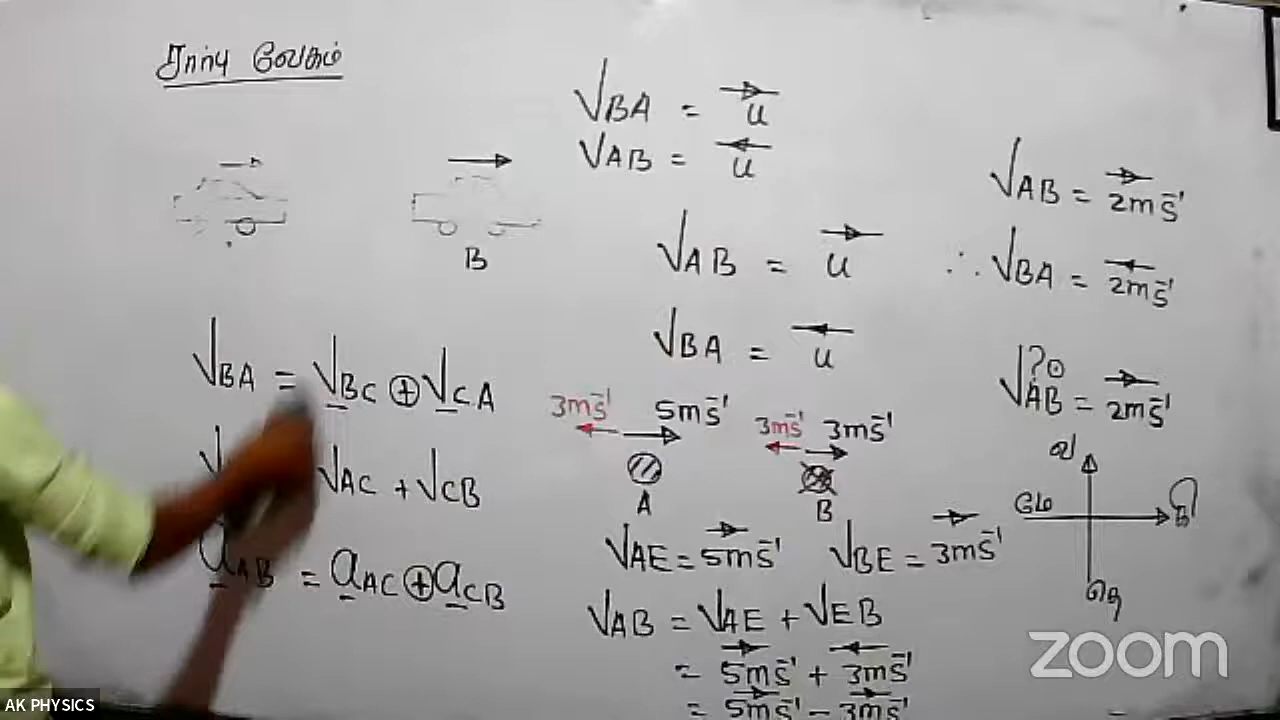 சார்பு வேகம்
V_BA = →u
V_AB = ←u
B
V_AB = →u
V_BA = ←u
V_AB = →2ms⁻¹
∴ V_BA = ←2ms⁻¹
V_AB = →2ms⁻¹
V_BA = V_BC ⊕ V_CA
V_AC + V_CB
a_AB = a_AC ⊕ a_CB
3ms⁻¹ 5ms⁻¹ 3ms⁻¹ 3ms⁻¹
A B
V_AE = →5ms⁻¹ V_BE = →3ms⁻¹
V_AB = V_AE + V_EB
= →5ms⁻¹ + ←3ms⁻¹
= →5ms⁻¹ − →3ms⁻¹
வ
மே கி
தெ
zoom
AK PHYSICS